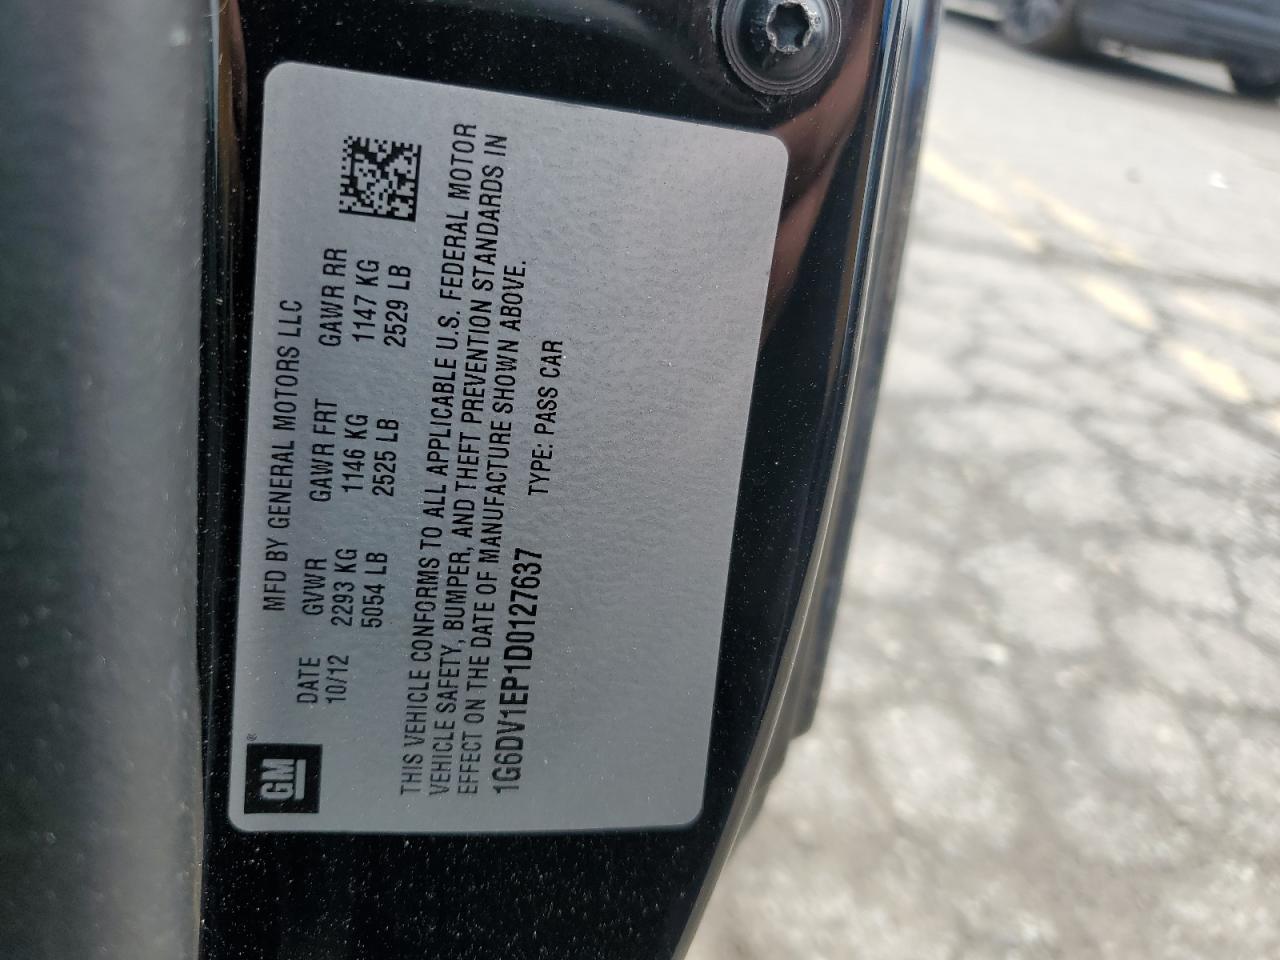 GM®
MFD BY GENERAL MOTORS LLC
DATE GVWR GAWR FRT GAWR RR
10/12 2293 KG 1146 KG 1147 KG
5054 LB 2525 LB 2529 LB
THIS VEHICLE CONFORMS TO ALL APPLICABLE U.S. FEDERAL MOTOR
VEHICLE SAFETY, BUMPER, AND THEFT PREVENTION STANDARDS IN
EFFECT ON THE DATE OF MANUFACTURE SHOWN ABOVE.
1G6DV1EP1D0127637 TYPE: PASS CAR